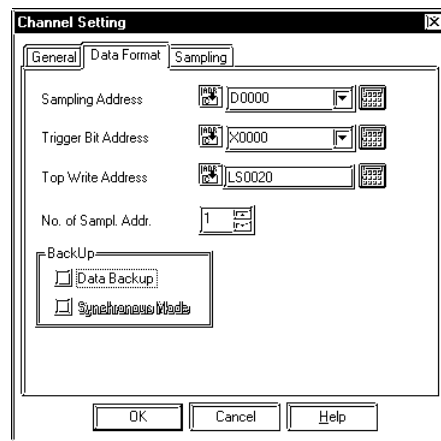 Channel Setting
General Data Format Sampling
Sampling Address D0000
Trigger Bit Address X0000
Top Write Address LS0020
No. of Sampl. Addr. 1
BackUp
Data Backup
Synchronous Mode
OK Cancel Help